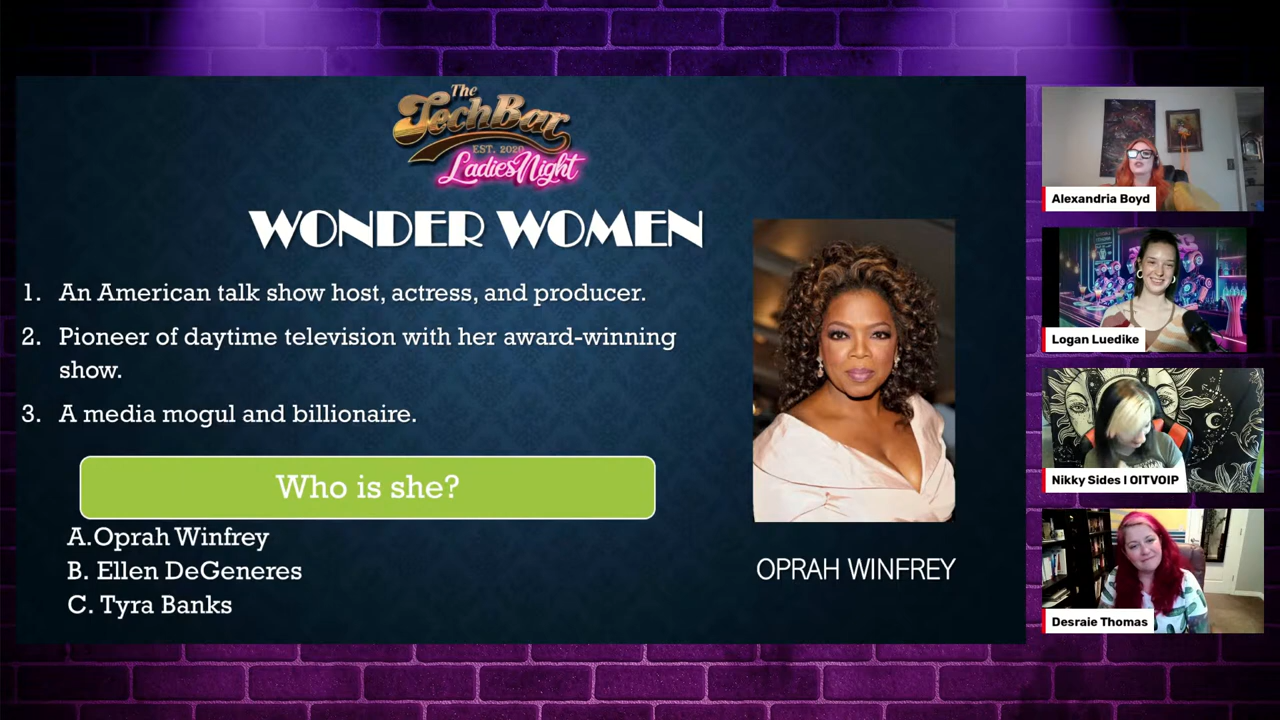 The
TechBar
EST. 2020
Ladies Night
WONDER WOMEN
1. An American talk show host, actress, and producer.
2. Pioneer of daytime television with her award-winning
show.
3. A media mogul and billionaire.
Who is she?
A.Oprah Winfrey
B. Ellen DeGeneres
C. Tyra Banks
OPRAH WINFREY
Alexandria Boyd
Logan Luedike
Nikky Sides I OITVOIP
Desraie Thomas